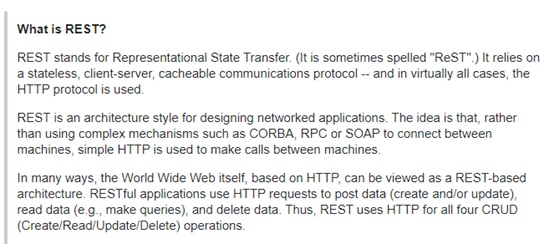 What is REST?
REST stands for Representational State Transfer. (It is sometimes spelled "ReST".) It relies on
a stateless, client-server, cacheable communications protocol -- and in virtually all cases, the
HTTP protocol is used.
REST is an architecture style for designing networked applications. The idea is that, rather
than using complex mechanisms such as CORBA, RPC or SOAP to connect between
machines, simple HTTP is used to make calls between machines.
In many ways, the World Wide Web itself, based on HTTP, can be viewed as a REST-based
architecture. RESTful applications use HTTP requests to post data (create and/or update),
read data (e.g., make queries), and delete data. Thus, REST uses HTTP for all four CRUD
(Create/Read/Update/Delete) operations.